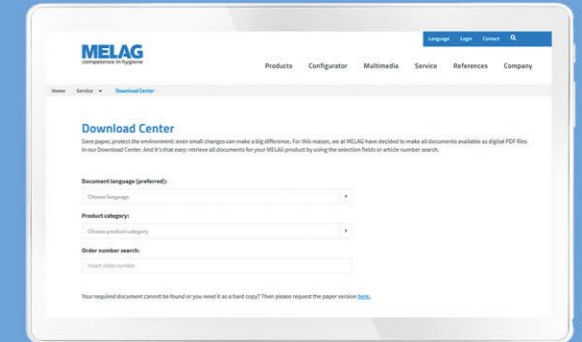 Language Login Contact
MELAG
competence in hygiene
Products Configurator Multimedia Service References Company
Home Service Download Center
Download Center
Save paper, protect the environment: even small changes can make a big difference. For this reason, we at MELAG have decided to make all documents available as digital PDF files
in our Download Center. And it's that easy: retrieve all documents for your MELAG product by using the selection fields or article number search.
Document language (preferred):
Choose language
Product category:
Choose product category
Order number search:
Insert order number
Your required document cannot be found or you need it as a hard copy? Then please request the paper version here.